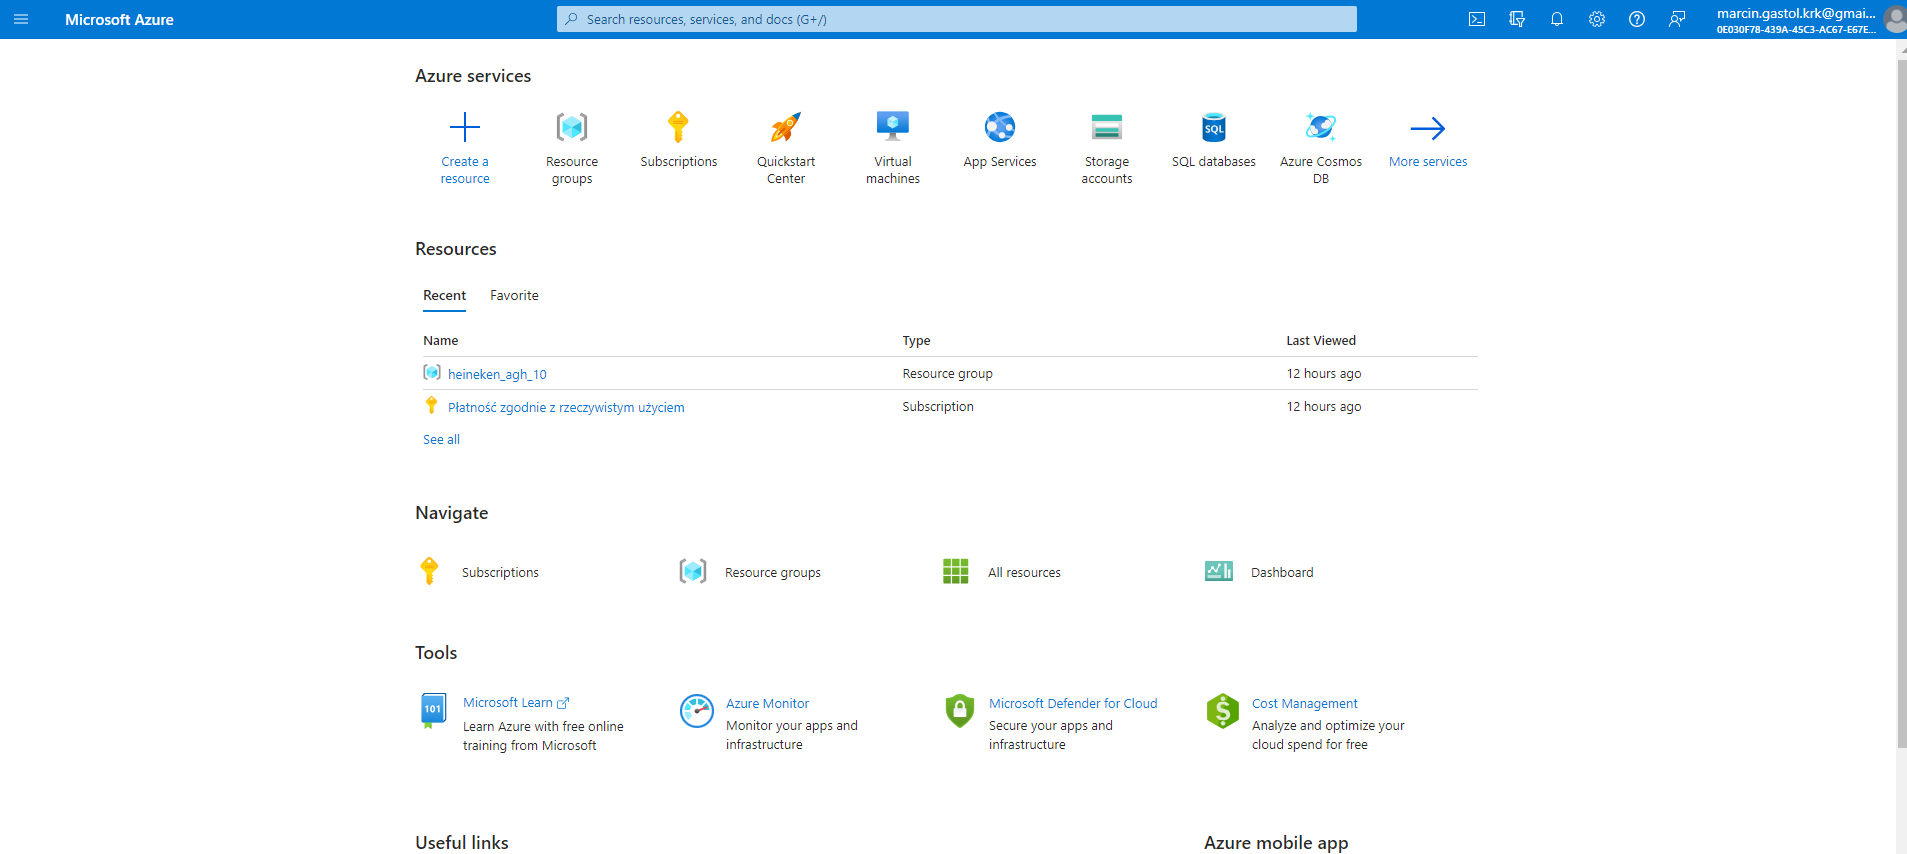 Microsoft Azure
Search resources, services, and docs (G+/)
marcin.gastol.krk@gmai...
0E030F78-439A-45C3-AC67-E67E...
Azure services
Create a
resource
Resource
groups
Subscriptions
Quickstart
Center
Virtual
machines
App Services
Storage
accounts
SQL
SQL databases
Azure Cosmos
DB
More services
Resources
Recent
Favorite
Name
Type
Last Viewed
heineken_agh_10
Resource group
12 hours ago
Płatność zgodnie z rzeczywistym użyciem
Subscription
12 hours ago
See all
Navigate
Subscriptions
Resource groups
All resources
Dashboard
Tools
101
Microsoft Learn
Learn Azure with free online
training from Microsoft
Azure Monitor
Monitor your apps and
infrastructure
Microsoft Defender for Cloud
Secure your apps and
infrastructure
$
Cost Management
Analyze and optimize your
cloud spend for free
Useful links
Azure mobile app